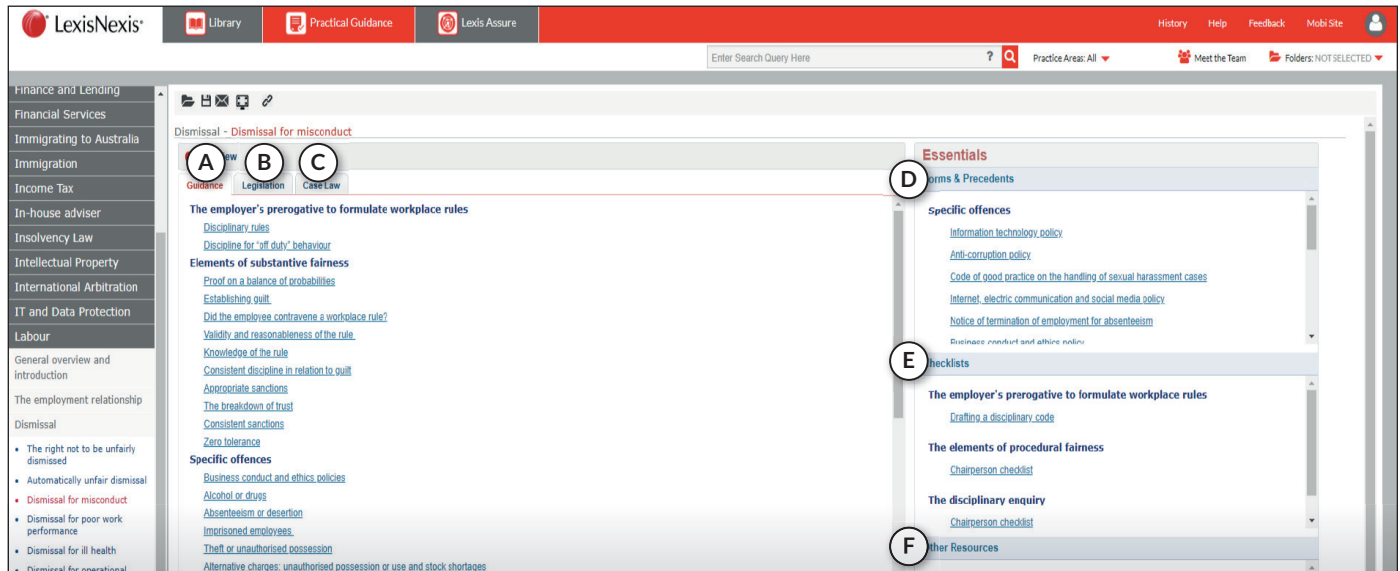 LexisNexis®
Library
Practical Guidance
Lexis Assure
History Help Feedback Mobi Site
Enter Search Query Here ?
Practice Areas: All
Meet the Team
Folders: NOT SELECTED
Finance and Lending
Financial Services
Immigrating to Australia
Immigration
Income Tax
In-house adviser
Insolvency Law
Intellectual Property
International Arbitration
IT and Data Protection
Labour
General overview and
introduction
The employment relationship
Dismissal
• The right not to be unfairly
dismissed
• Automatically unfair dismissal
• Dismissal for misconduct
• Dismissal for poor work
performance
• Dismissal for ill health
• Dismissal for operational
Dismissal - Dismissal for misconduct
A
B
C
Guidance Legislation Case Law
The employer's prerogative to formulate workplace rules
Disciplinary rules
Discipline for "off duty" behaviour
Elements of substantive fairness
Proof on a balance of probabilities
Establishing guilt
Did the employee contravene a workplace rule?
Validity and reasonableness of the rule
Knowledge of the rule
Consistent discipline in relation to guilt
Appropriate sanctions
The breakdown of trust
Consistent sanctions
Zero tolerance
Specific offences
Business conduct and ethics policies
Alcohol or drugs
Absenteeism or desertion
Imprisoned employees
Theft or unauthorised possession
Alternative charges: unauthorised possession or use and stock shortages
Essentials
D
orms & Precedents
Specific offences
Information technology policy
Anti-corruption policy
Code of good practice on the handling of sexual harassment cases
Internet, electric communication and social media policy
Notice of termination of employment for absenteeism
Business conduct and ethics policy
E
hecklists
The employer's prerogative to formulate workplace rules
Drafting a disciplinary code
The elements of procedural fairness
Chairperson checklist
The disciplinary enquiry
Chairperson checklist
F
ther Resources